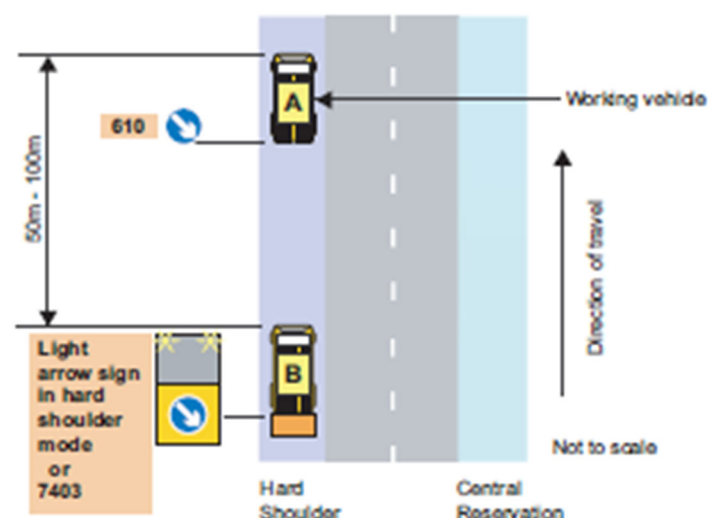 A
Working vehicle
610
50m - 100m
Direction of travel
B
Light
arrow sign
in hard
shoulder
mode
or
7403
Not to scale
Hard
Shoulder
Central
Reservation